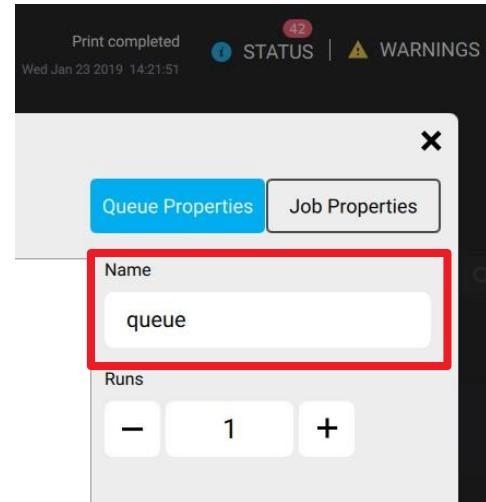 Print completed
Wed Jan 23 2019 14:21:51
42
i STATUS | WARNINGS
Queue Properties
Job Properties
Name
queue
Runs
1